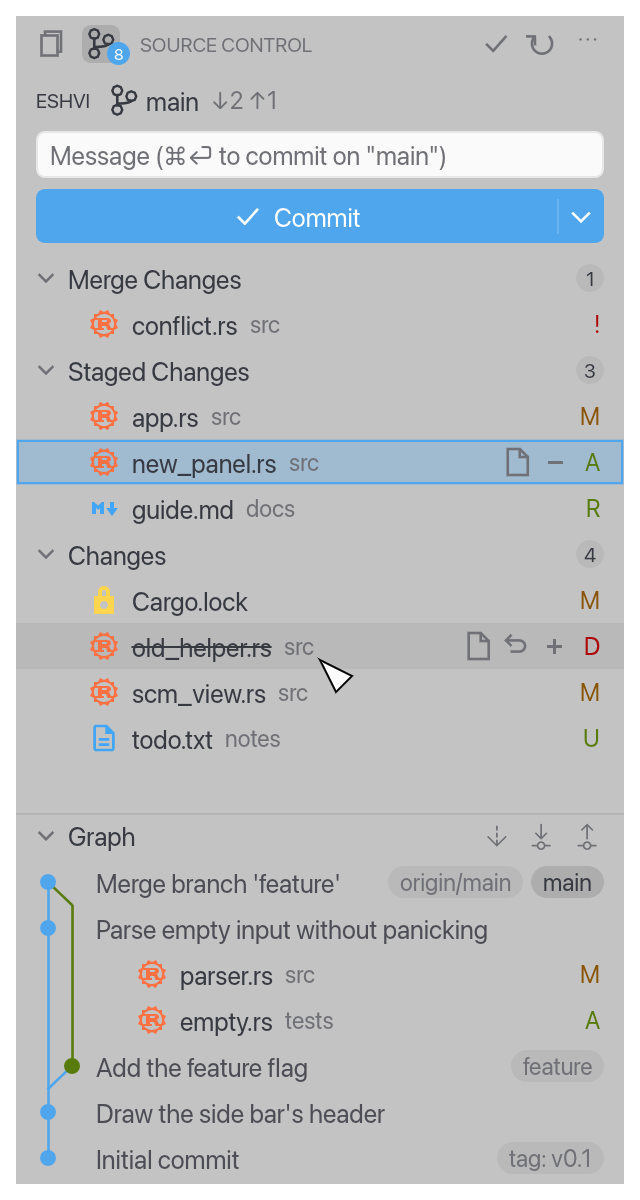 8 SOURCE CONTROL ···
ESHVI main ↓2 ↑1
Message (⌘⏎ to commit on "main")
Commit
Merge Changes 1
conflict.rs src !
Staged Changes 3
app.rs src M
new_panel.rs src A
guide.md docs R
Changes 4
Cargo.lock M
old_helper.rs src D
scm_view.rs src M
todo.txt notes U
Graph
Merge branch 'feature' origin/main main
Parse empty input without panicking
parser.rs src M
empty.rs tests A
Add the feature flag feature
Draw the side bar's header
Initial commit tag: v0.1